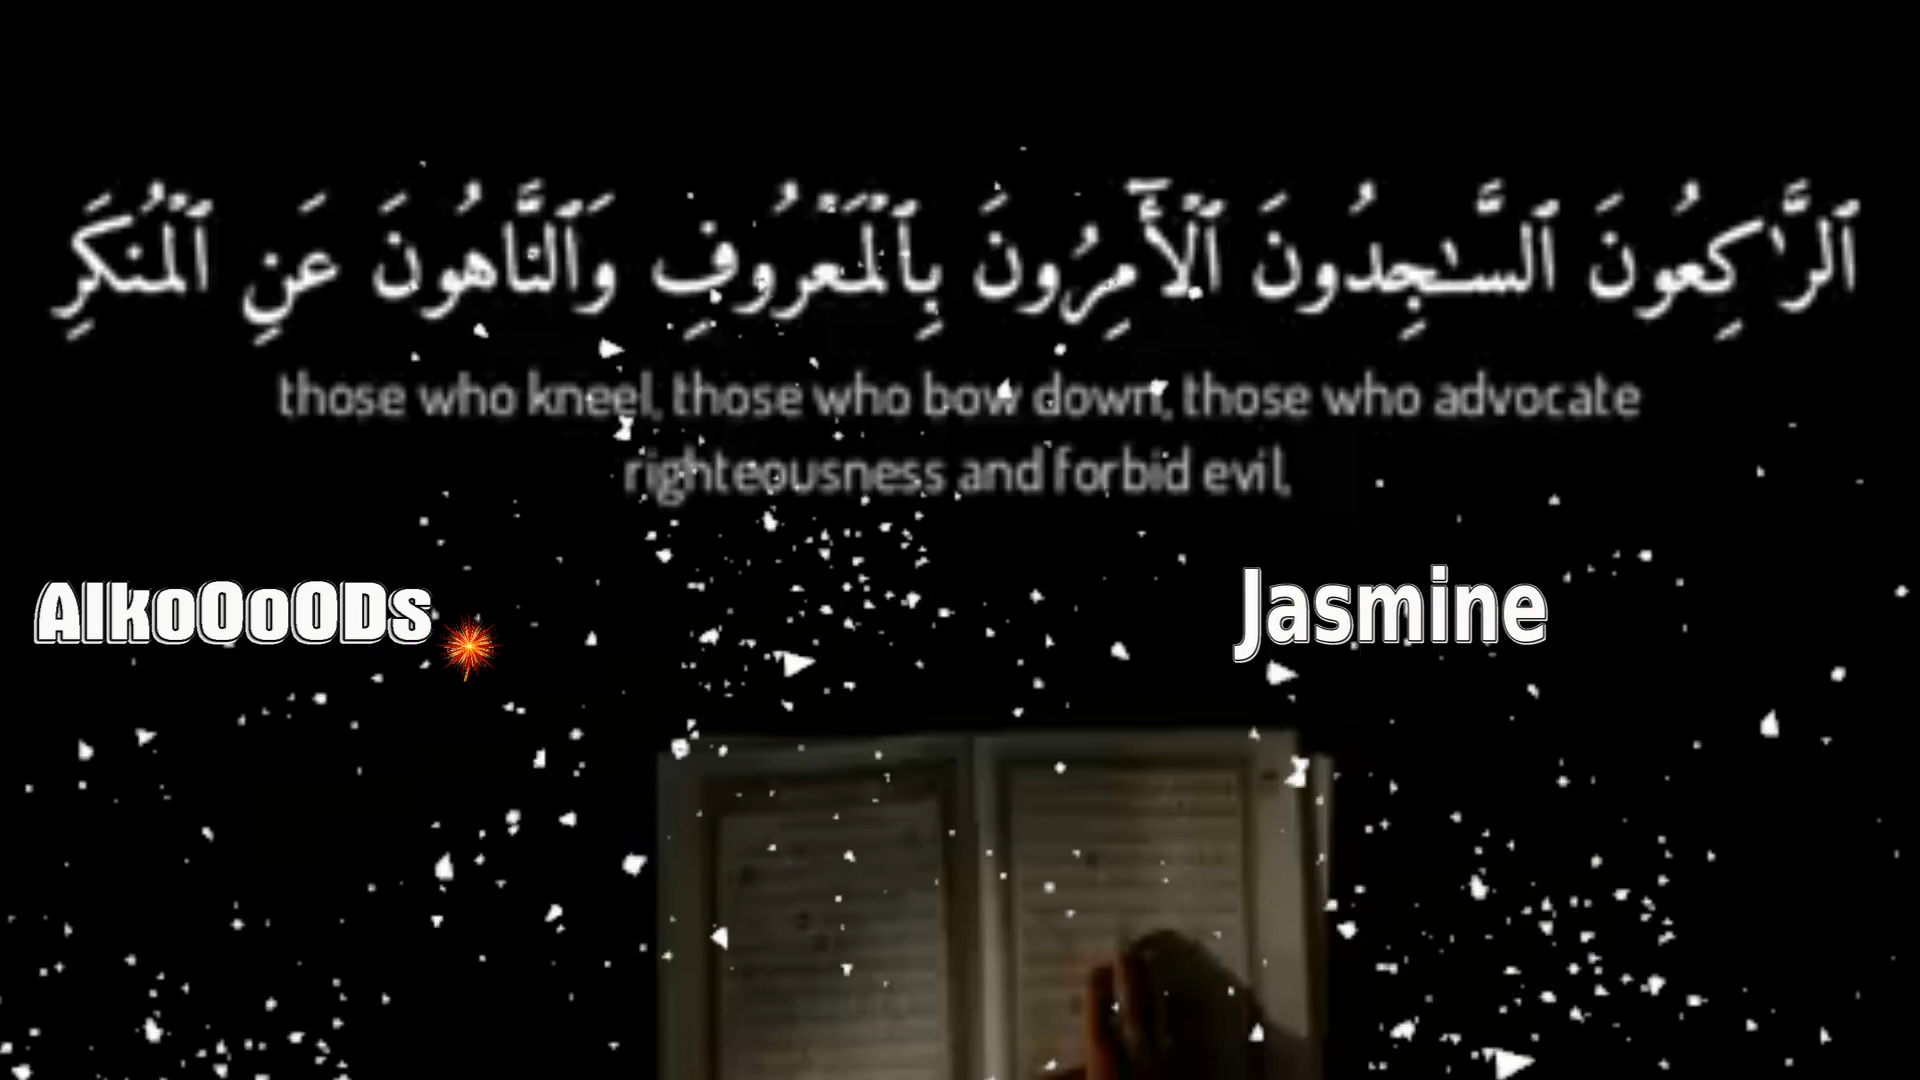 ٱلرَّٰكِعُونَ ٱلسَّـٰجِدُونَ ٱلْأَمِرُونَ بِٱلْمَعْرُوفِ وَٱلنَّاهُونَ عَنِ ٱلْمُنكَرِ
those who kneel, those who bow down, those who advocate
righteousness and forbid evil,
AlkoOoODs
Jasmine